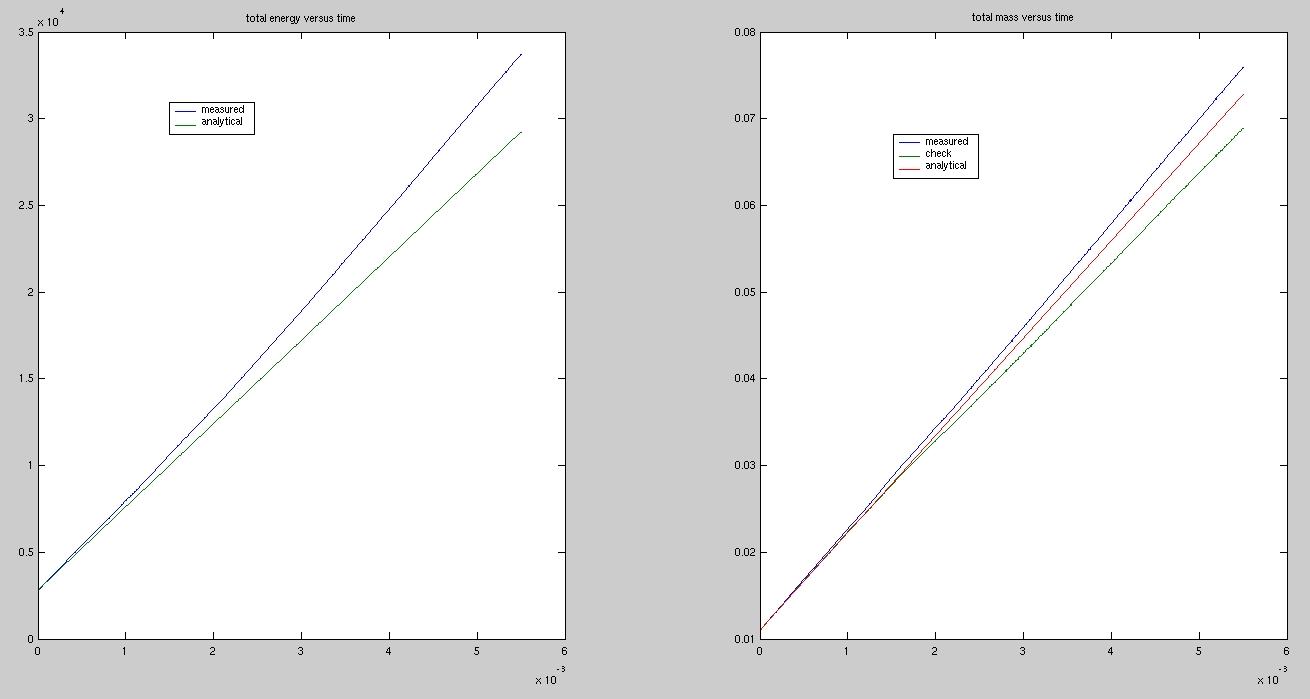 total energy versus time
x 10^4
3.5
3
2.5
2
1.5
1
0.5
0
measured
analytical
0 1 2 3 4 5 6
x 10^-3
total mass versus time
0.08
0.07
0.06
0.05
0.04
0.03
0.02
0.01
measured
check
analytical
0 1 2 3 4 5 6
x 10^-3